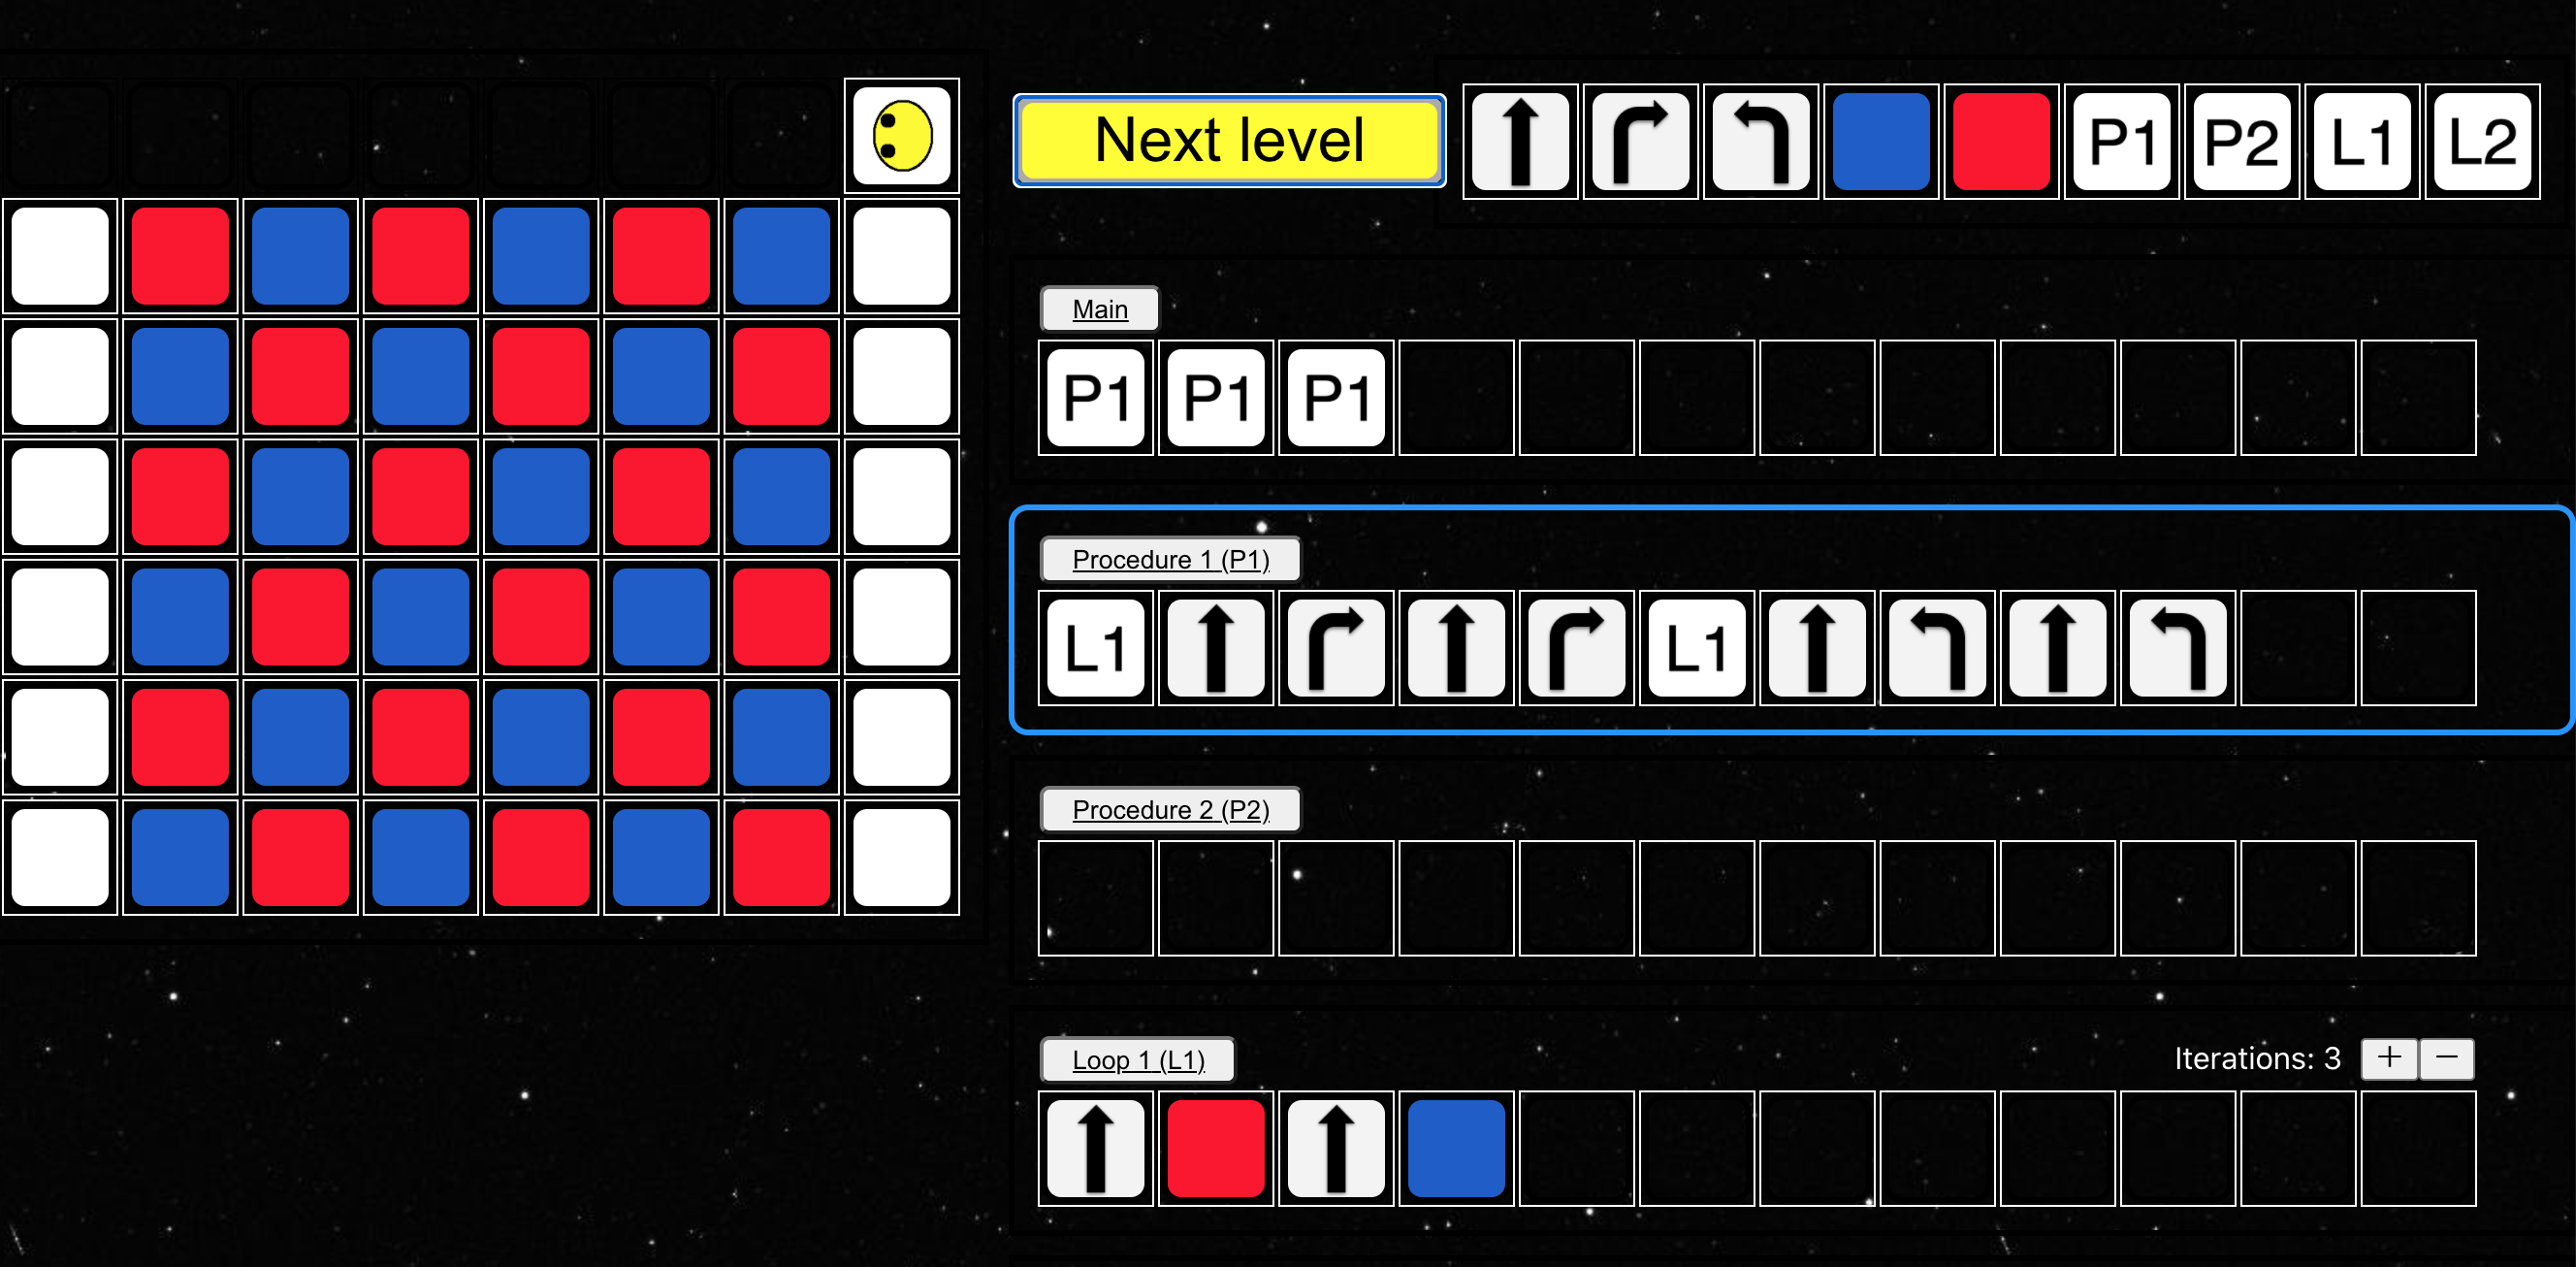 Next level P1 P2 L1 L2
Main
P1 P1 P1
Procedure 1 (P1)
L1 L1
Procedure 2 (P2)
Loop 1 (L1) Iterations: 3 + −